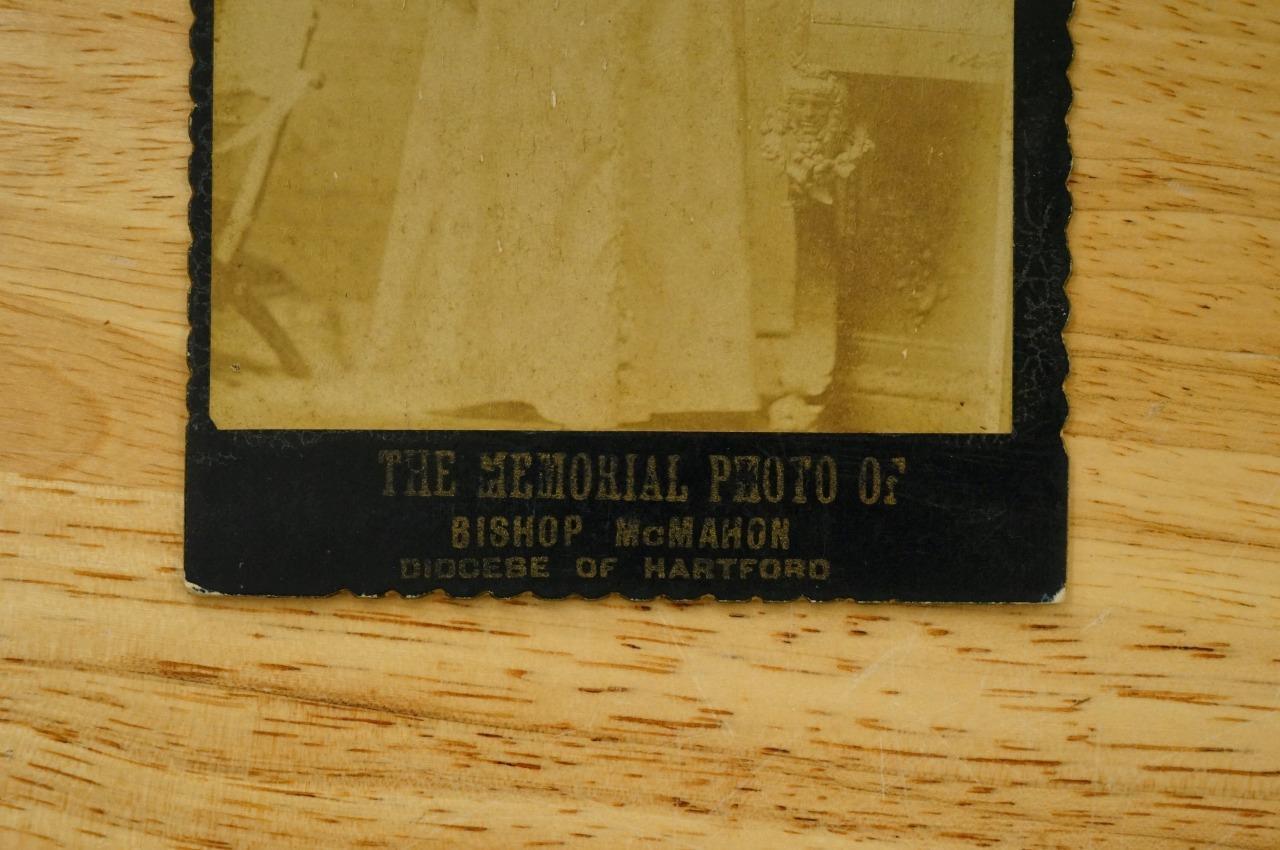 THE MEMORIAL PHOTO OF
BISHOP McMAHON
DIOCESE OF HARTFORD